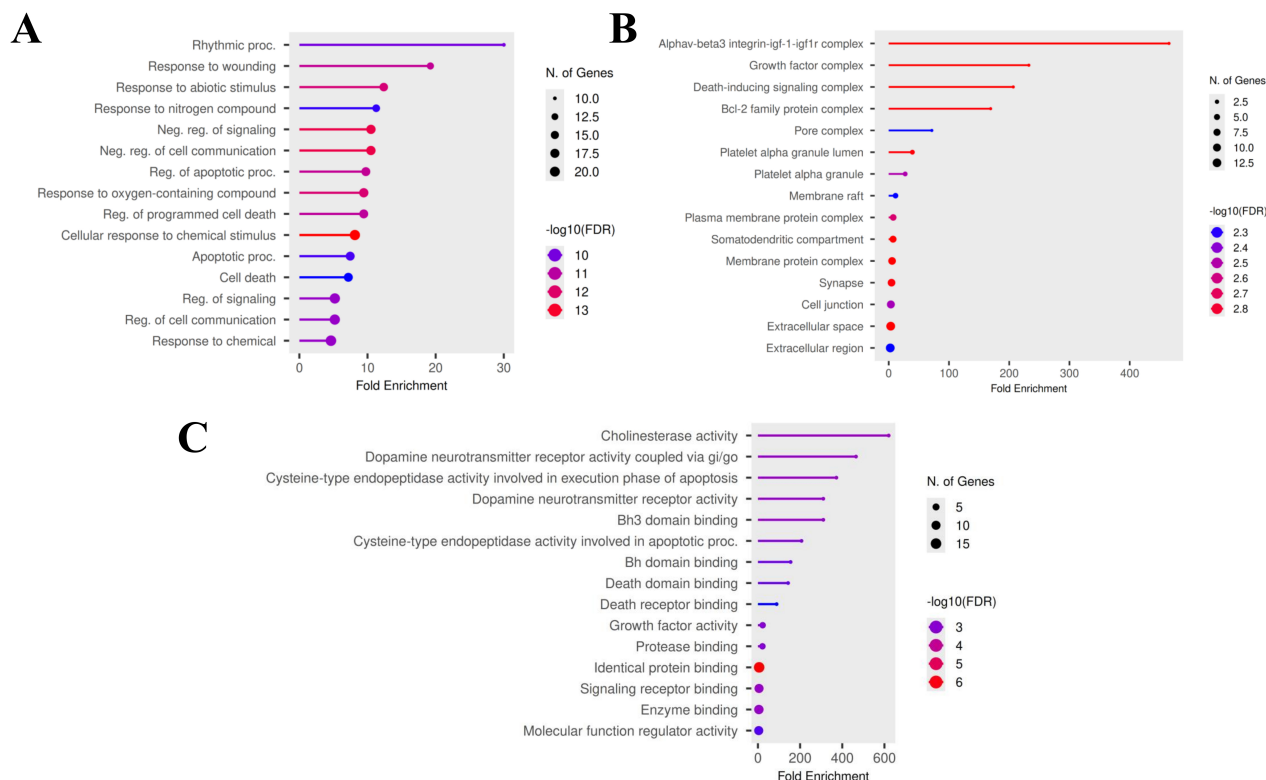 A
Rhythmic proc.
Response to wounding
Response to abiotic stimulus
Response to nitrogen compound
Neg. reg. of signaling
Neg. reg. of cell communication
Reg. of apoptotic proc.
Response to oxygen-containing compound
Reg. of programmed cell death
Cellular response to chemical stimulus
Apoptotic proc.
Cell death
Reg. of signaling
Reg. of cell communication
Response to chemical
0 10 20 30
Fold Enrichment
N. of Genes
10.0
12.5
15.0
17.5
20.0
-log10(FDR)
10
11
12
13
B
Alphav-beta3 integrin-igf-1-igf1r complex
Growth factor complex
Death-inducing signaling complex
Bcl-2 family protein complex
Pore complex
Platelet alpha granule lumen
Platelet alpha granule
Membrane raft
Plasma membrane protein complex
Somatodendritic compartment
Membrane protein complex
Synapse
Cell junction
Extracellular space
Extracellular region
0 100 200 300 400
Fold Enrichment
N. of Genes
2.5
5.0
7.5
10.0
12.5
-log10(FDR)
2.3
2.4
2.5
2.6
2.7
2.8
C
Cholinesterase activity
Dopamine neurotransmitter receptor activity coupled via gi/go
Cysteine-type endopeptidase activity involved in execution phase of apoptosis
Dopamine neurotransmitter receptor activity
Bh3 domain binding
Cysteine-type endopeptidase activity involved in apoptotic proc.
Bh domain binding
Death domain binding
Death receptor binding
Growth factor activity
Protease binding
Identical protein binding
Signaling receptor binding
Enzyme binding
Molecular function regulator activity
0 200 400 600
Fold Enrichment
N. of Genes
5
10
15
-log10(FDR)
3
4
5
6